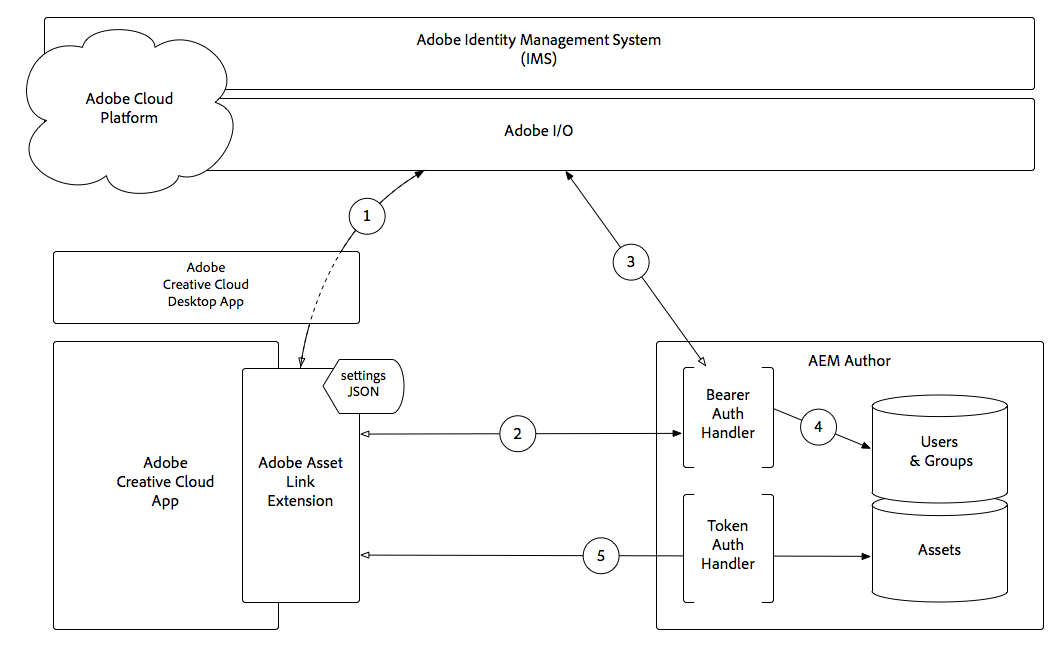 Adobe Identity Management System
(IMS)
Adobe Cloud
Platform
Adobe I/O
1
3
Adobe
Creative Cloud
Desktop App
settings
JSON
AEM Author
Bearer
Auth
Handler
2
4
Users
& Groups
Adobe
Creative Cloud
App
Adobe Asset
Link
Extension
Token
Auth
Handler
5
Assets